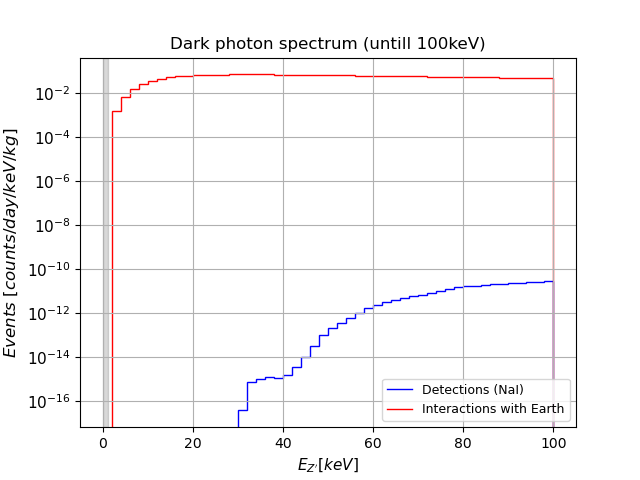 Dark photon spectrum (untill 100keV)
Events [counts/day/keV/kg]
10⁻²
10⁻⁴
10⁻⁶
10⁻⁸
10⁻¹⁰
10⁻¹²
10⁻¹⁴
10⁻¹⁶
Detections (NaI)
Interactions with Earth
0 20 40 60 80 100
E_Z′[keV]